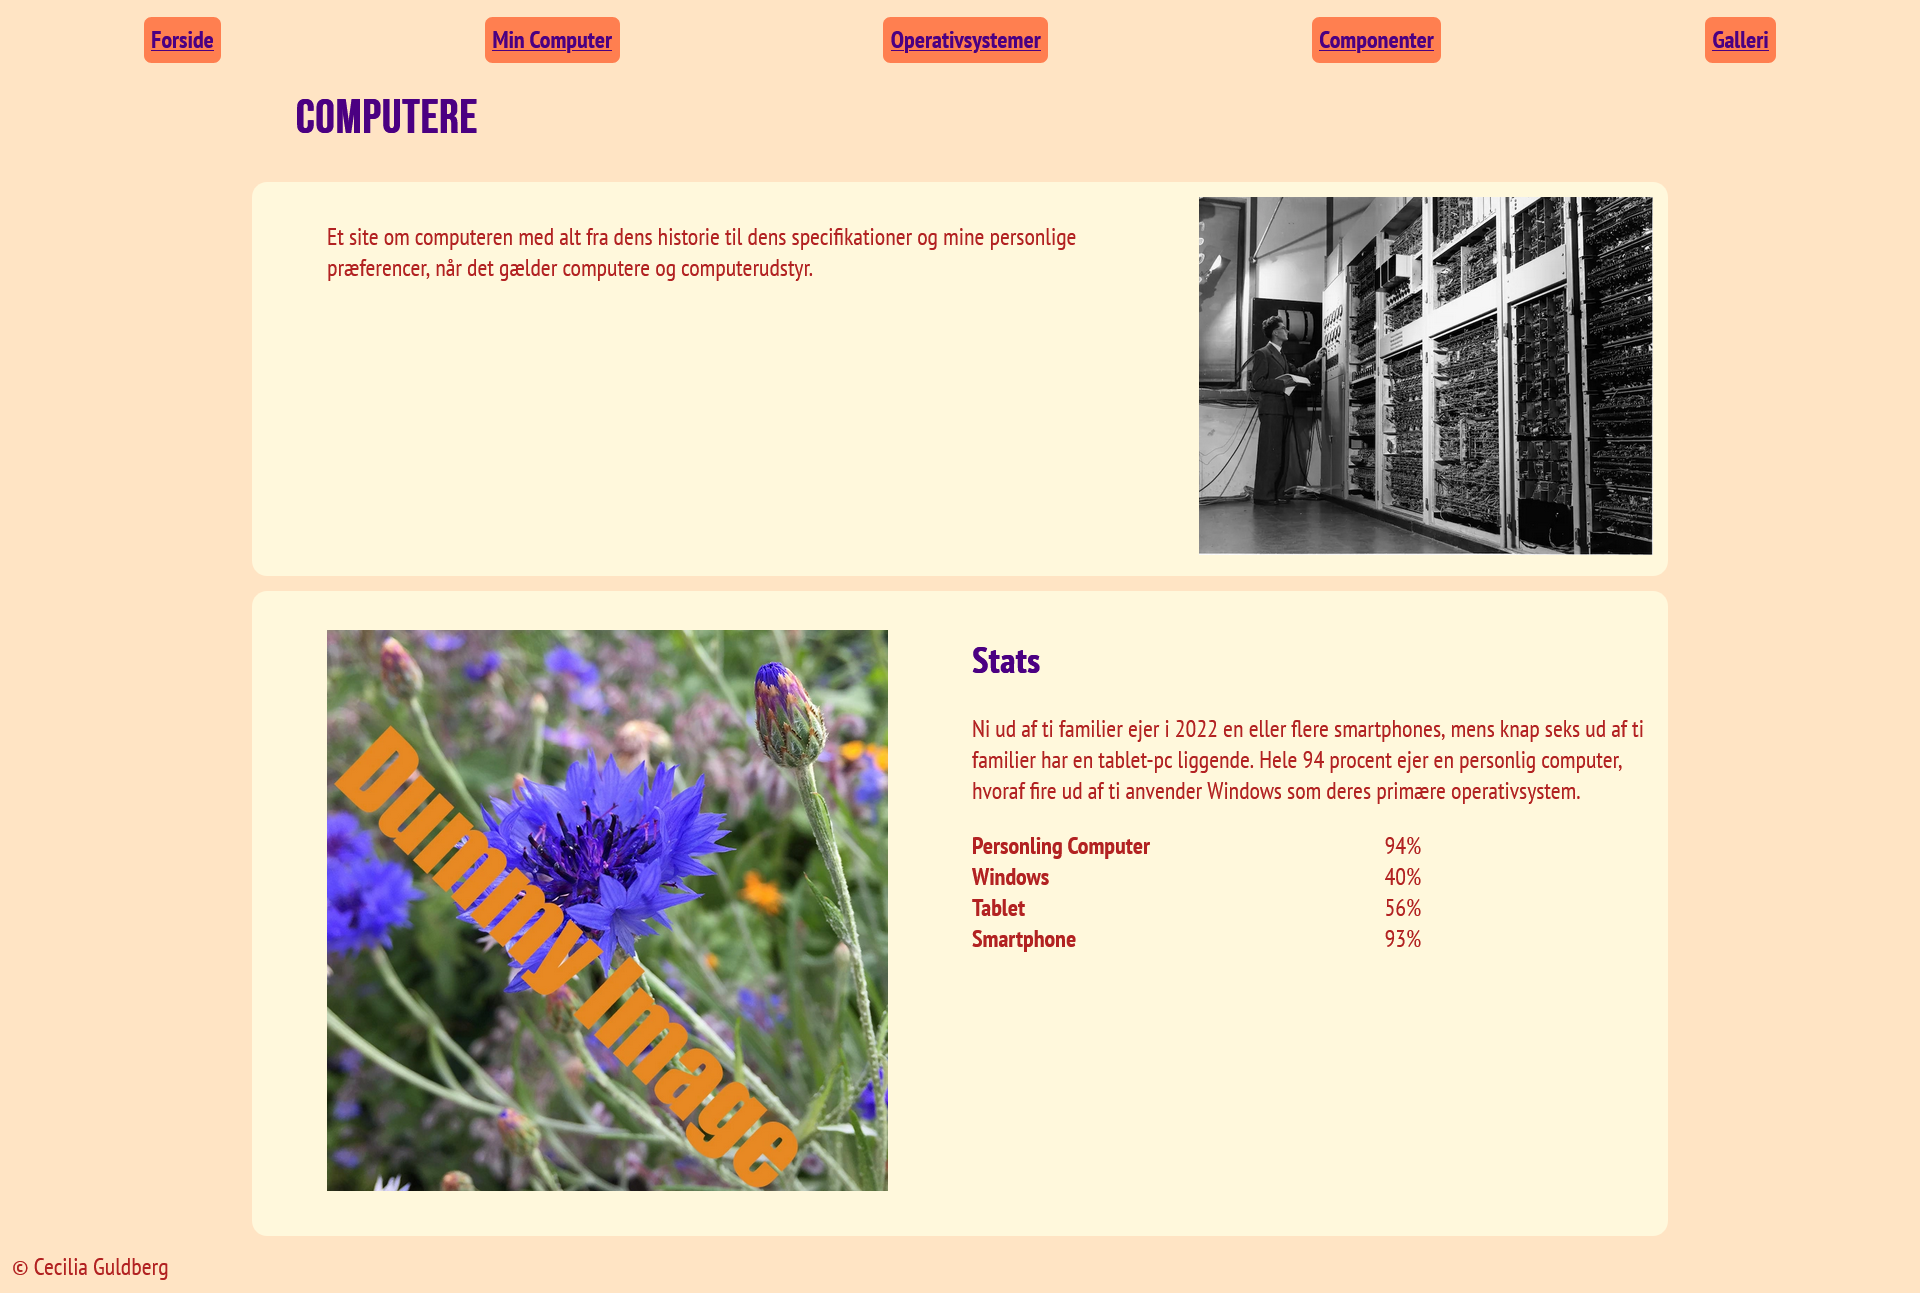 Forside
Min Computer
Operativsystemer
Componenter
Galleri
COMPUTERE
Et site om computeren med alt fra dens historie til dens specifikationer og mine personlige
præferencer, når det gælder computere og computerudstyr.
Dummy Image
Stats
Ni ud af ti familier ejer i 2022 en eller flere smartphones, mens knap seks ud af ti
familier har en tablet-pc liggende. Hele 94 procent ejer en personlig computer,
hvoraf fire ud af ti anvender Windows som deres primære operativsystem.
Personling Computer 94%
Windows 40%
Tablet 56%
Smartphone 93%
© Cecilia Guldberg